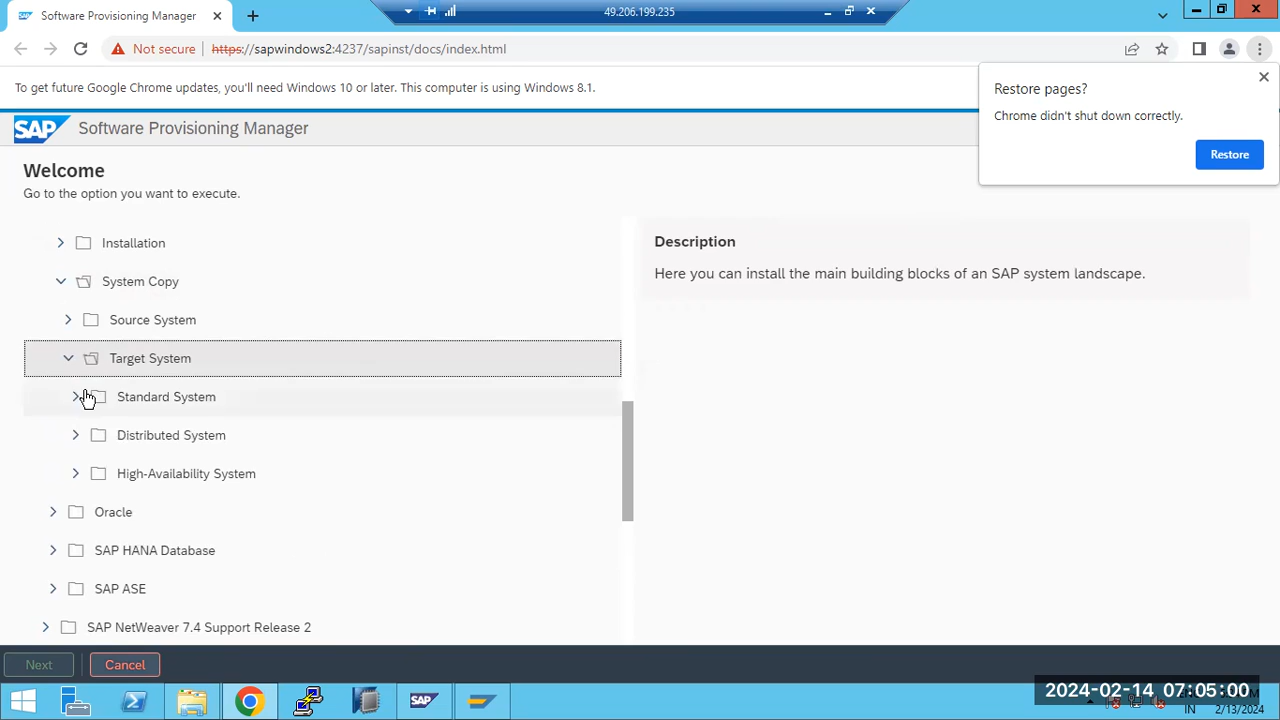 Software Provisioning Manager
49.206.199.235
Not secure
https://sapwindows2:4237/sapinst/docs/index.html
To get future Google Chrome updates, you'll need Windows 10 or later. This computer is using Windows 8.1.
Restore pages?
Chrome didn't shut down correctly.
Restore
SAP Software Provisioning Manager
Welcome
Go to the option you want to execute.
Installation
System Copy
Source System
Target System
Standard System
Distributed System
High-Availability System
Oracle
SAP HANA Database
SAP ASE
SAP NetWeaver 7.4 Support Release 2
Description
Here you can install the main building blocks of an SAP system landscape.
Next
Cancel
SAP
2024-02-14 07:05:00
IN
2/13/2024